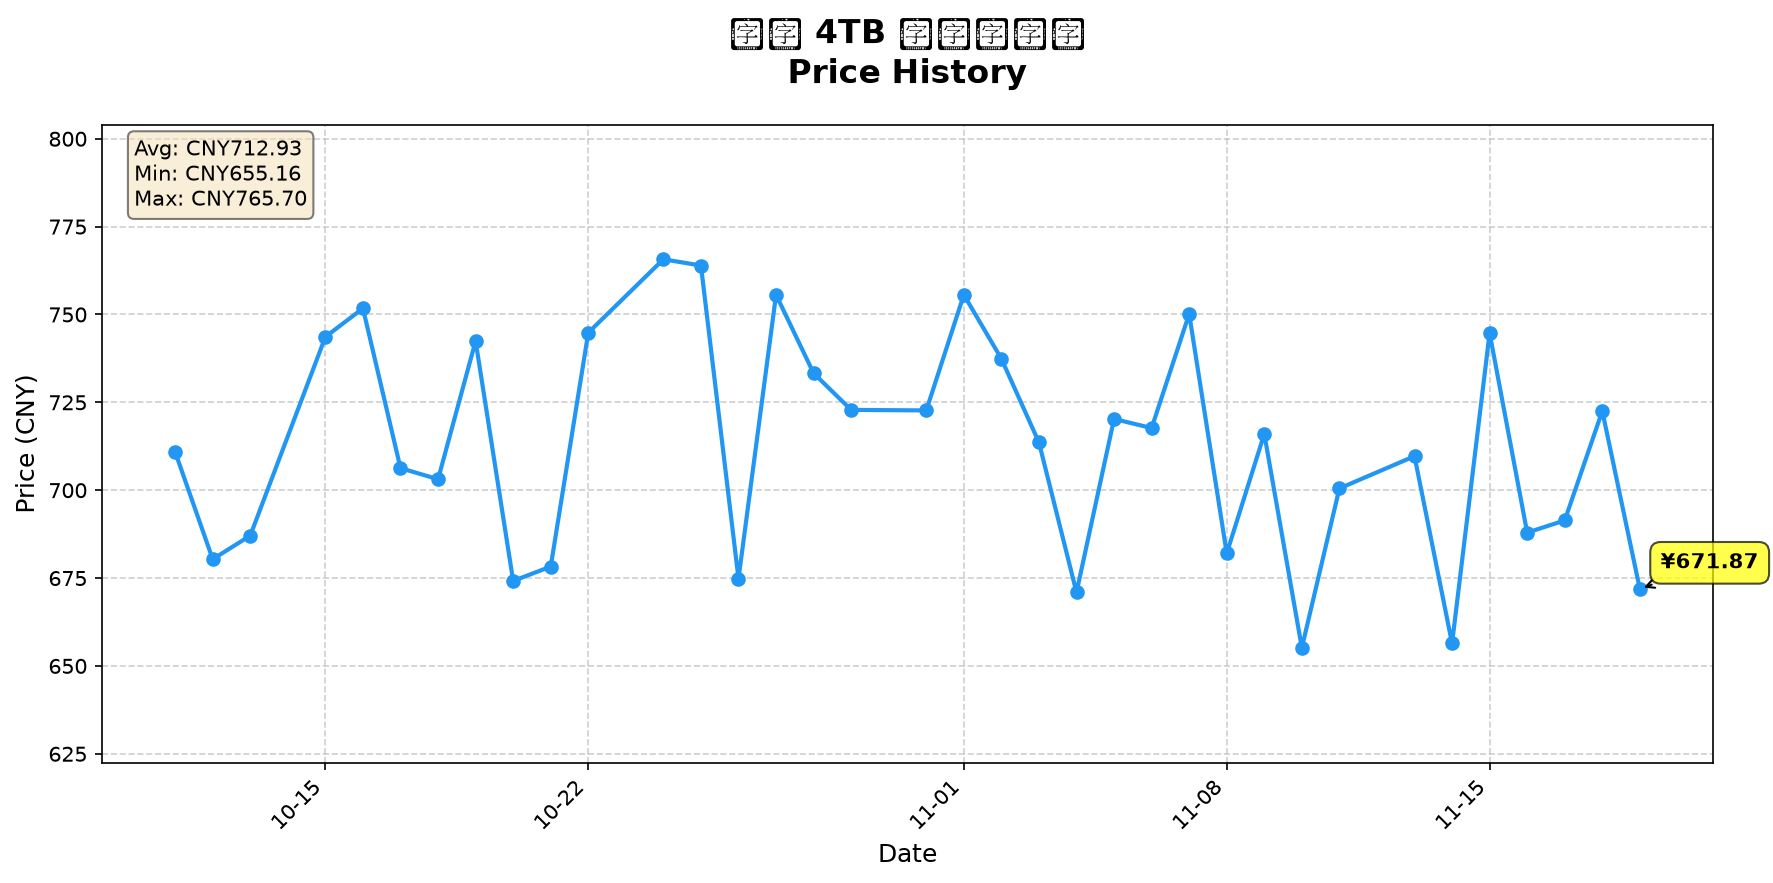 4TB
Price History
Avg: CNY712.93
Min: CNY655.16
Max: CNY765.70
800
775
750
725
700
675
650
625
Price (CNY)
¥671.87
10-15
10-22
11-01
11-08
11-15
Date